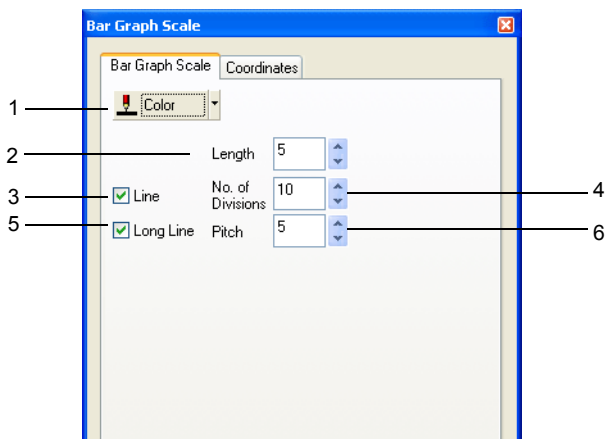 Bar Graph Scale
Bar Graph Scale Coordinates
1 Color
2 Length 5
3 Line No. of Divisions 10 4
5 Long Line Pitch 5 6